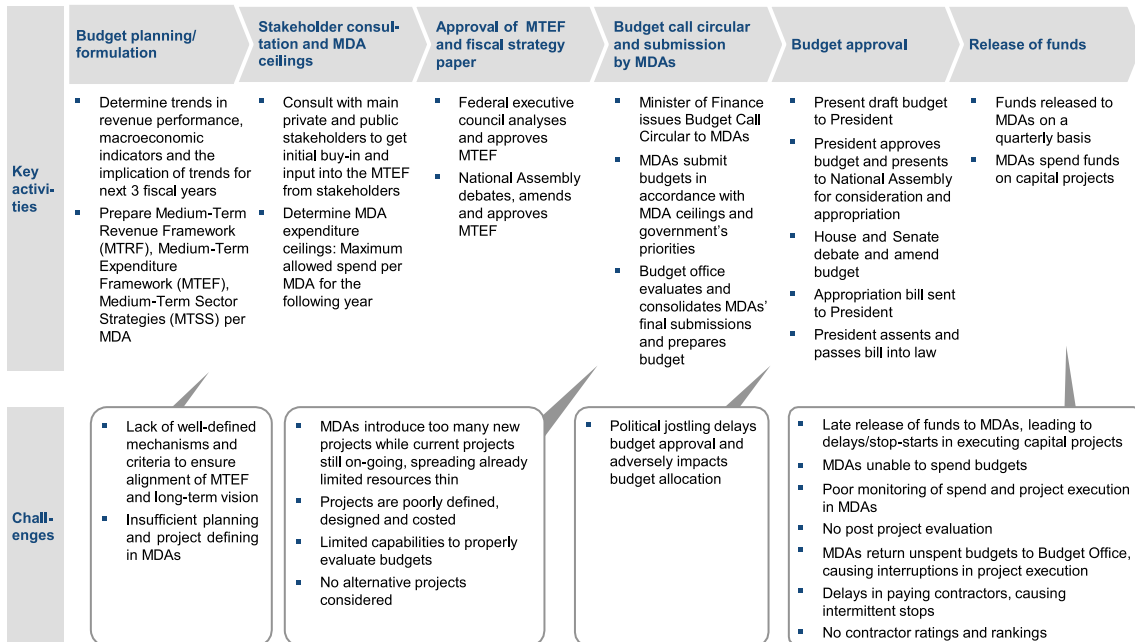 Budget planning/
formulation
Stakeholder consul-
tation and MDA
ceilings
Approval of MTEF
and fiscal strategy
paper
Budget call circular
and submission
by MDAs
Budget approval
Release of funds
Key
activi-
ties
▪ Determine trends in
revenue performance,
macroeconomic
indicators and the
implication of trends for
next 3 fiscal years
▪ Prepare Medium-Term
Revenue Framework
(MTRF), Medium-Term
Expenditure
Framework (MTEF),
Medium-Term Sector
Strategies (MTSS) per
MDA
▪ Consult with main
private and public
stakeholders to get
initial buy-in and
input into the MTEF
from stakeholders
▪ Determine MDA
expenditure
ceilings: Maximum
allowed spend per
MDA for the
following year
▪ Federal executive
council analyses
and approves
MTEF
▪ National Assembly
debates, amends
and approves
MTEF
▪ Minister of Finance
issues Budget Call
Circular to MDAs
▪ MDAs submit
budgets in
accordance with
MDA ceilings and
government's
priorities
▪ Budget office
evaluates and
consolidates MDAs'
final submissions
and prepares
budget
▪ Present draft budget
to President
▪ President approves
budget and presents
to National Assembly
for consideration and
appropriation
▪ House and Senate
debate and amend
budget
▪ Appropriation bill sent
to President
▪ President assents and
passes bill into law
▪ Funds released to
MDAs on a
quarterly basis
▪ MDAs spend funds
on capital projects
Chall-
enges
▪ Lack of well-defined
mechanisms and
criteria to ensure
alignment of MTEF
and long-term vision
▪ Insufficient planning
and project defining
in MDAs
▪ MDAs introduce too many new
projects while current projects
still on-going, spreading already
limited resources thin
▪ Projects are poorly defined,
designed and costed
▪ Limited capabilities to properly
evaluate budgets
▪ No alternative projects
considered
▪ Political jostling delays
budget approval and
adversely impacts
budget allocation
▪ Late release of funds to MDAs, leading to
delays/stop-starts in executing capital projects
▪ MDAs unable to spend budgets
▪ Poor monitoring of spend and project execution
in MDAs
▪ No post project evaluation
▪ MDAs return unspent budgets to Budget Office,
causing interruptions in project execution
▪ Delays in paying contractors, causing
intermittent stops
▪ No contractor ratings and rankings